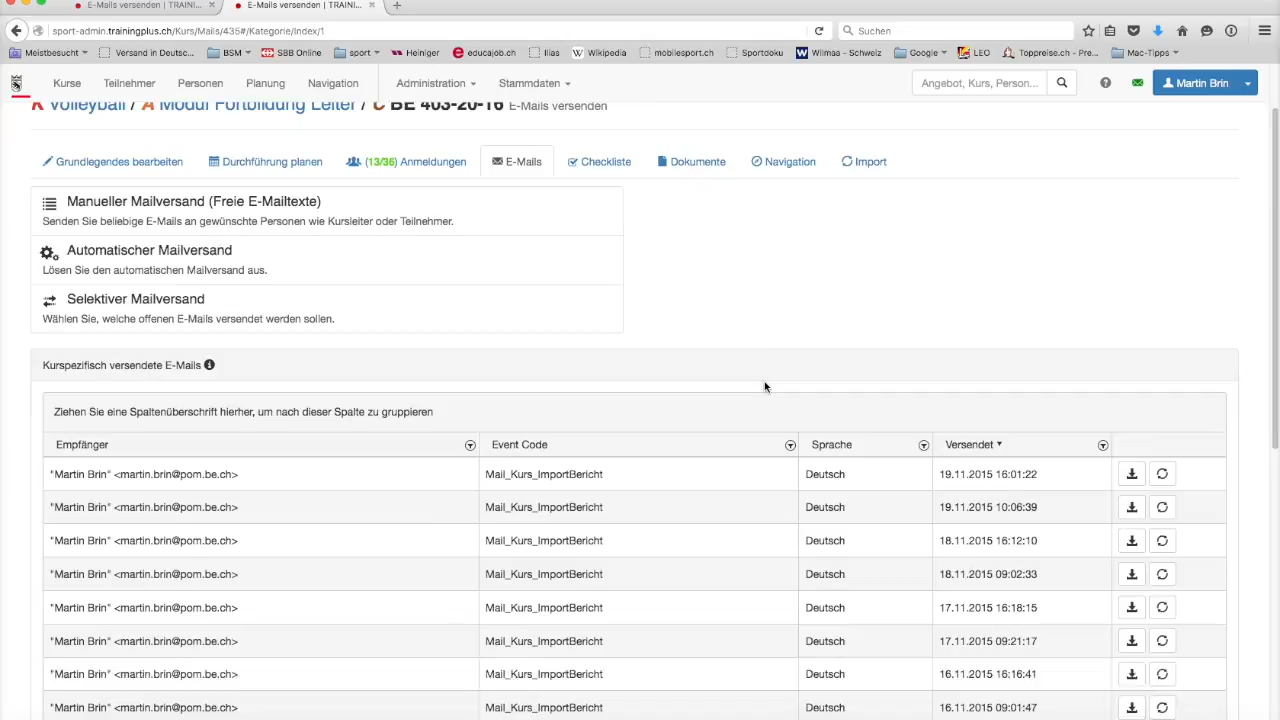 E-Mails versenden | TRAINI...
E-Mails versenden | TRAINI...
sport-admin.trainingplus.ch/Kurs/Mails/435#/Kategorie/Index/1
Suchen
Meistbesucht
Versand in Deutsc...
BSM
SBB Online
sport
Heiniger
educajob.ch
Ilias
Wikipedia
mobilesport.ch
Sportdoku
Wilmaa - Schweiz
Google
LEO
Toppreise.ch - Pre...
Mac-Tipps
Kurse
Teilnehmer
Personen
Planung
Navigation
Administration
Stammdaten
Angebot, Kurs, Person...
Martin Brin
K Volleyball / A Modul Fortbildung Leiter / C BE 403-20-16 E-Mails versenden
Grundlegendes bearbeiten
Durchführung planen
(13/36) Anmeldungen
E-Mails
Checkliste
Dokumente
Navigation
Import
Manueller Mailversand (Freie E-Mailtexte)
Senden Sie beliebige E-Mails an gewünschte Personen wie Kursleiter oder Teilnehmer.
Automatischer Mailversand
Lösen Sie den automatischen Mailversand aus.
Selektiver Mailversand
Wählen Sie, welche offenen E-Mails versendet werden sollen.
Kurspezifisch versendete E-Mails
Ziehen Sie eine Spaltenüberschrift hierher, um nach dieser Spalte zu gruppieren
Empfänger Event Code Sprache Versendet
"Martin Brin" <martin.brin@pom.be.ch> Mail_Kurs_ImportBericht Deutsch 19.11.2015 16:01:22
"Martin Brin" <martin.brin@pom.be.ch> Mail_Kurs_ImportBericht Deutsch 19.11.2015 10:06:39
"Martin Brin" <martin.brin@pom.be.ch> Mail_Kurs_ImportBericht Deutsch 18.11.2015 16:12:10
"Martin Brin" <martin.brin@pom.be.ch> Mail_Kurs_ImportBericht Deutsch 18.11.2015 09:02:33
"Martin Brin" <martin.brin@pom.be.ch> Mail_Kurs_ImportBericht Deutsch 17.11.2015 16:18:15
"Martin Brin" <martin.brin@pom.be.ch> Mail_Kurs_ImportBericht Deutsch 17.11.2015 09:21:17
"Martin Brin" <martin.brin@pom.be.ch> Mail_Kurs_ImportBericht Deutsch 16.11.2015 16:16:41
"Martin Brin" <martin.brin@pom.be.ch> Mail_Kurs_ImportBericht Deutsch 16.11.2015 09:01:47